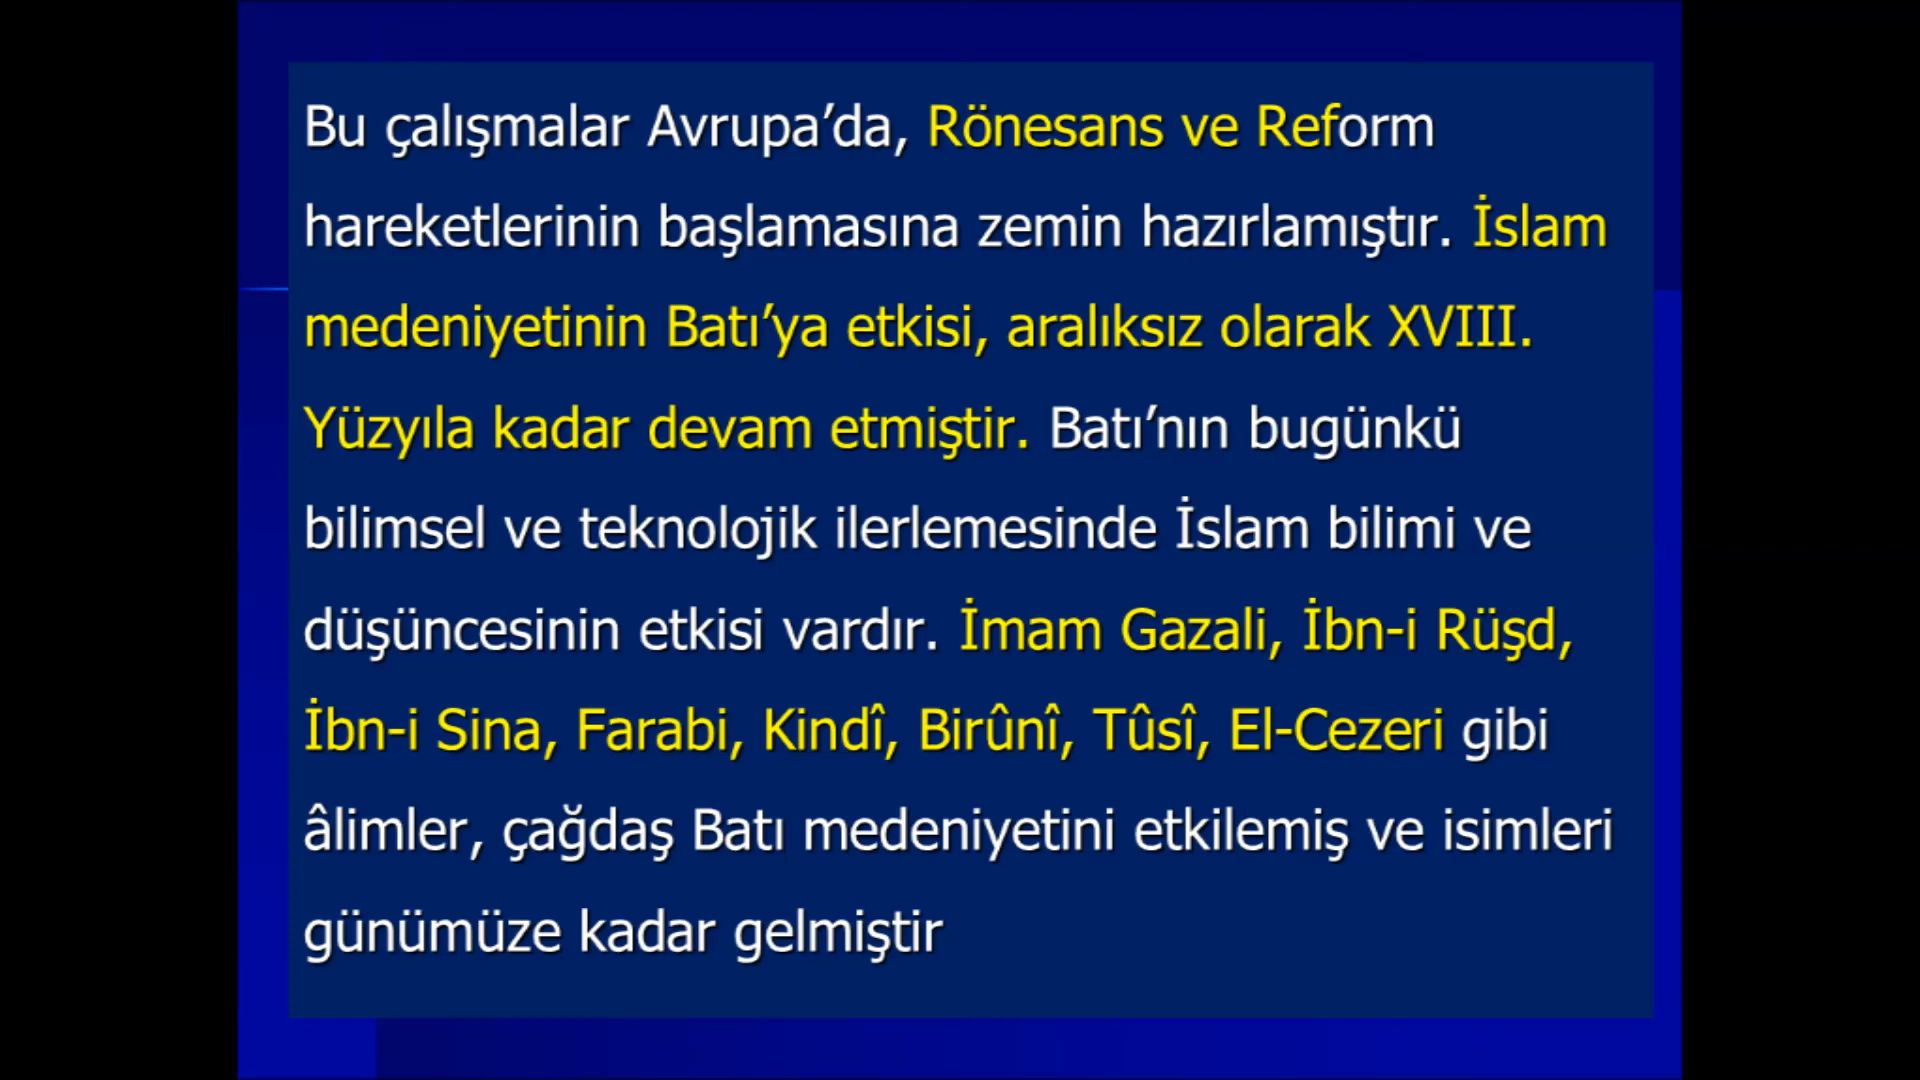 Bu çalışmalar Avrupa’da, Rönesans ve Reform
hareketlerinin başlamasına zemin hazırlamıştır. İslam
medeniyetinin Batı’ya etkisi, aralıksız olarak XVIII.
Yüzyıla kadar devam etmiştir. Batı’nın bugünkü
bilimsel ve teknolojik ilerlemesinde İslam bilimi ve
düşüncesinin etkisi vardır. İmam Gazali, İbn-i Rüşd,
İbn-i Sina, Farabi, Kindî, Birûnî, Tûsî, El-Cezeri gibi
âlimler, çağdaş Batı medeniyetini etkilemiş ve isimleri
günümüze kadar gelmiştir